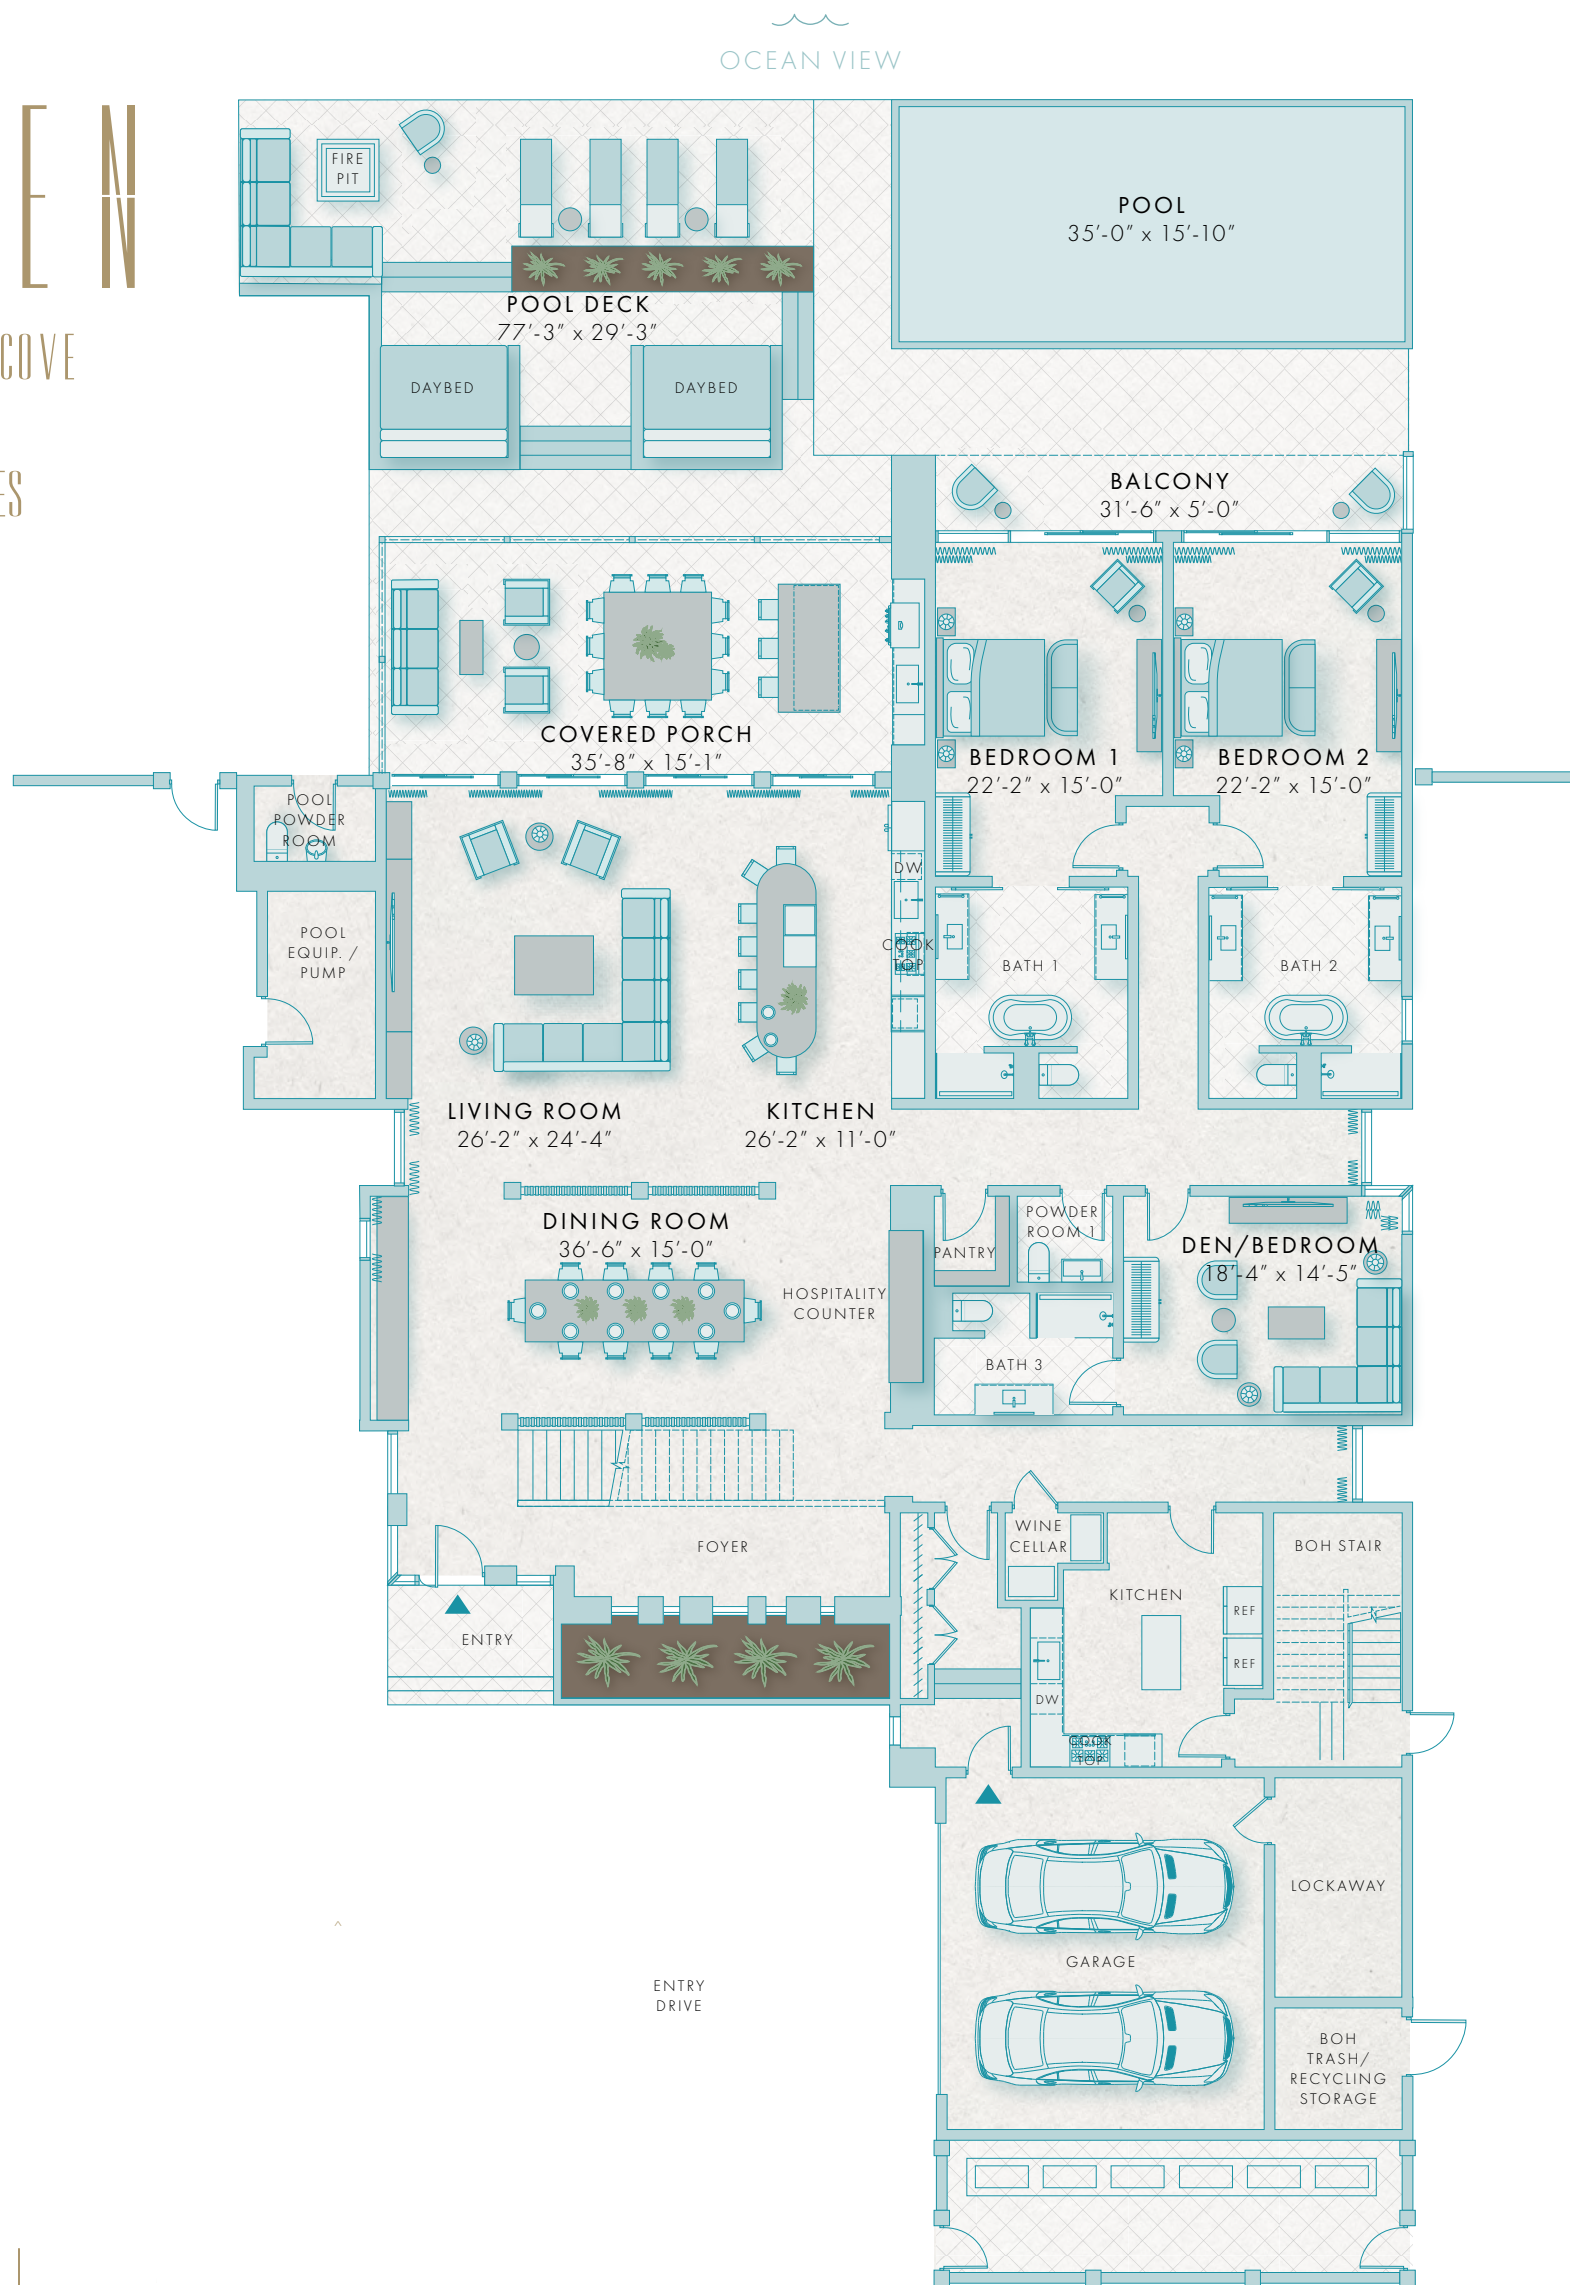 OCEAN VIEW
EN
COVE
ES
FIRE
PIT
POOL
35'-0" x 15'-10"
POOL DECK
77'-3" x 29'-3"
DAYBED
DAYBED
BALCONY
31'-6" x 5'-0"
COVERED PORCH
35'-8" x 15'-1"
BEDROOM 1
22'-2" x 15'-0"
BEDROOM 2
22'-2" x 15'-0"
POOL
POWDER
ROOM
DW
POOL
EQUIP. /
PUMP
COOK
TOP
BATH 1
BATH 2
LIVING ROOM
26'-2" x 24'-4"
KITCHEN
26'-2" x 11'-0"
DINING ROOM
36'-6" x 15'-0"
PANTRY
POWDER
ROOM 1
DEN/BEDROOM
18'-4" x 14'-5"
HOSPITALITY
COUNTER
BATH 3
FOYER
WINE
CELLAR
BOH STAIR
KITCHEN
REF
REF
ENTRY
DW
COOK
TOP
LOCKAWAY
GARAGE
ENTRY
DRIVE
BOH
TRASH/
RECYCLING
STORAGE